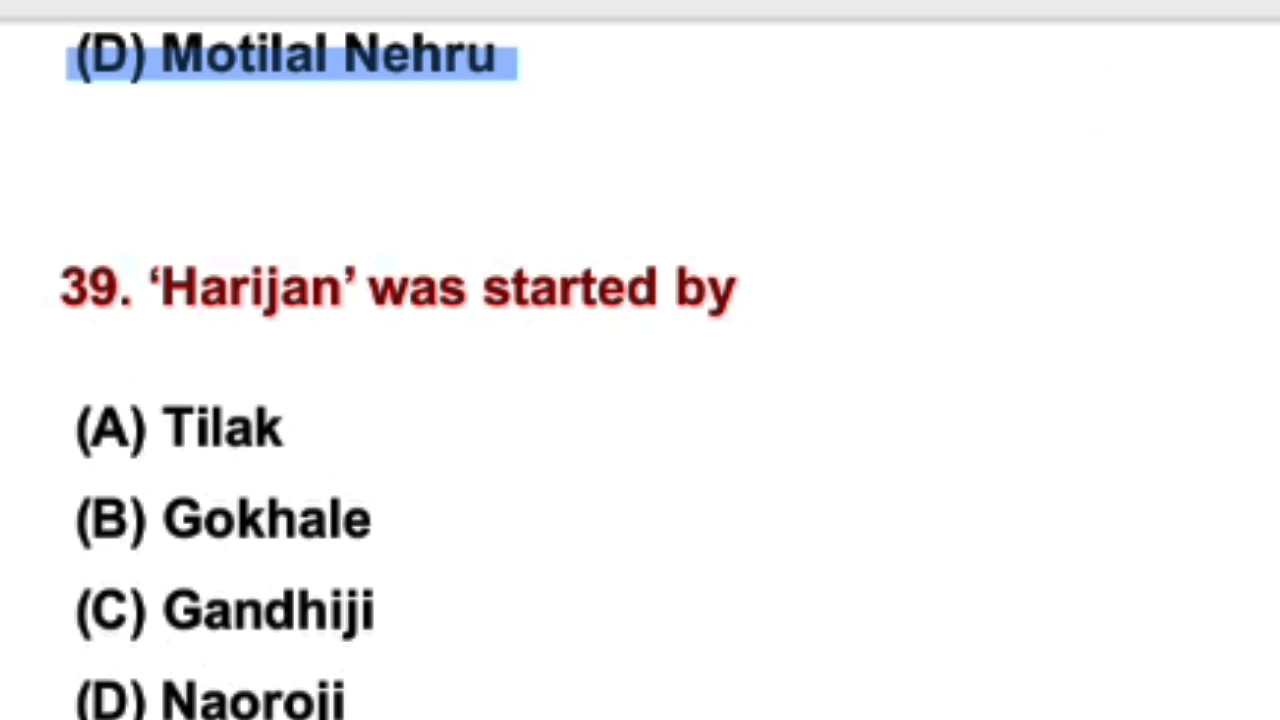 (D) Motilal Nehru
39. ‘Harijan’ was started by
(A) Tilak
(B) Gokhale
(C) Gandhiji
(D) Naoroji